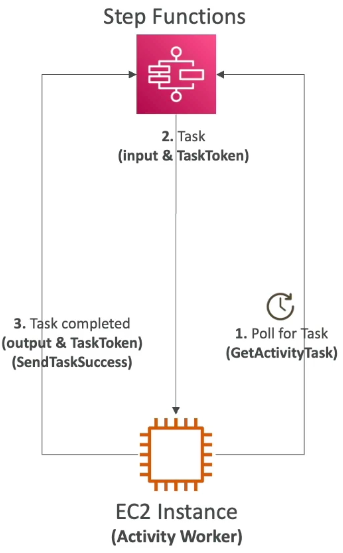 Step Functions
2. Task
(input & TaskToken)
3. Task completed
(output & TaskToken)
(SendTaskSuccess)
1. Poll for Task
(GetActivityTask)
EC2 Instance
(Activity Worker)